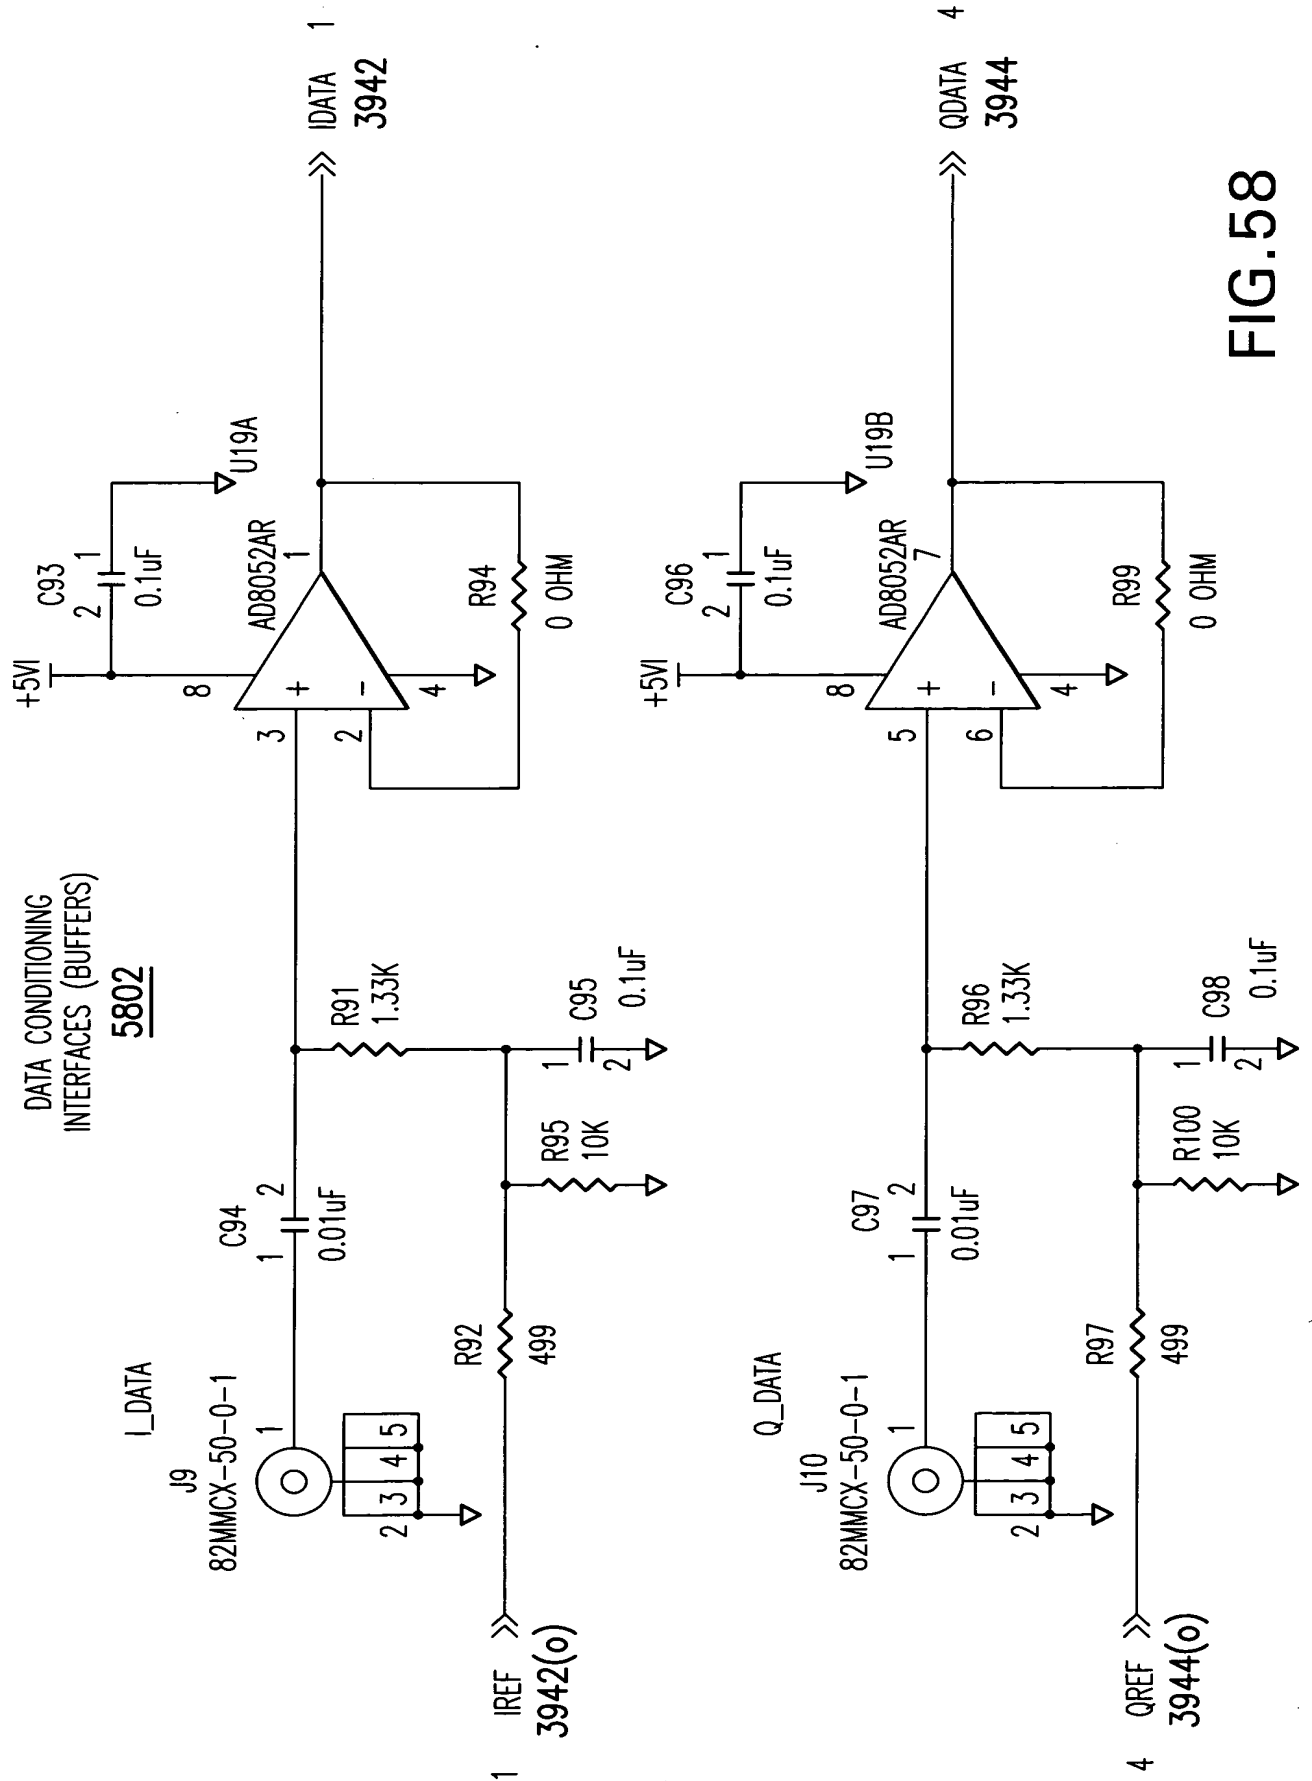 DATA CONDITIONING
INTERFACES (BUFFERS)
5802
I_DATA
J9
82MMCX-50-0-1
1
2
3
4
5
C94
1
2
0.01uF
IREF
3942(o)
1
R92
499
R95
10K
R91
1.33K
C95
1
2
0.1uF
+5VI
C93
2
1
0.1uF
U19A
AD8052AR
8
3
+
2
-
4
1
R94
0 OHM
IDATA
3942
1
Q_DATA
J10
82MMCX-50-0-1
1
2
3
4
5
C97
1
2
0.01uF
QREF
3944(o)
4
R97
499
R100
10K
R96
1.33K
C98
1
2
0.1uF
+5VI
C96
2
1
0.1uF
U19B
AD8052AR
8
5
+
6
-
4
7
R99
0 OHM
QDATA
3944
4
FIG.58